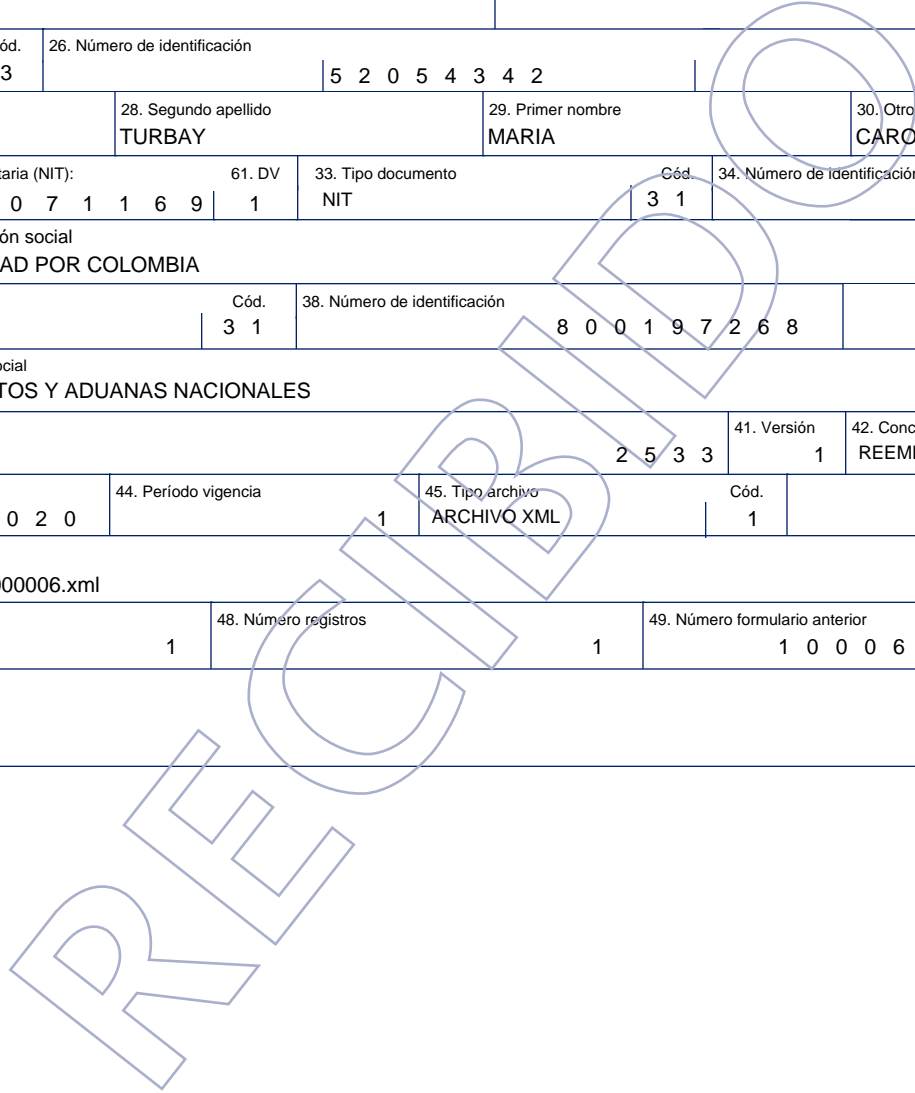 ód. 26. Número de identificación
3 5 2 0 5 4 3 4 2
28. Segundo apellido 29. Primer nombre 30. Otro
TURBAY MARIA CARO
taria (NIT): 61. DV 33. Tipo documento Cód. 34. Número de identificación
0 7 1 1 6 9 1 NIT 3 1
ón social
AD POR COLOMBIA
Cód. 38. Número de identificación
3 1 8 0 0 1 9 7 2 6 8
ocial
TOS Y ADUANAS NACIONALES
41. Versión 42. Conc
2 5 3 3 1 REEM
44. Período vigencia 45. Tipo archivo Cód.
0 2 0 1 ARCHIVO XML 1
000006.xml
48. Número registros 49. Número formulario anterior
1 1 1 0 0 0 6
RECIBIDO